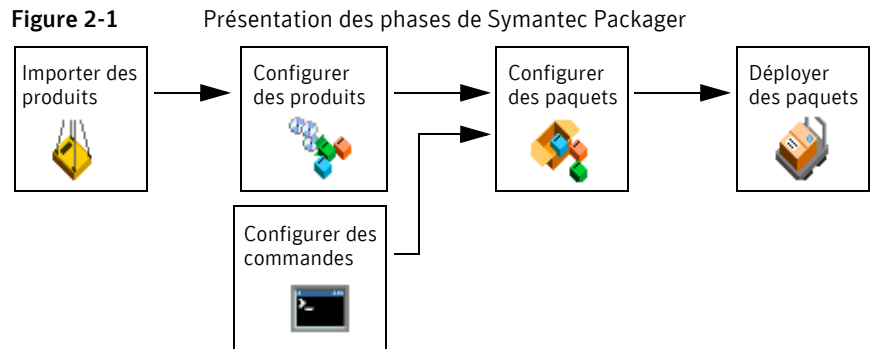 Figure 2-1 Présentation des phases de Symantec Packager
Importer des
produits
Configurer
des produits
Configurer
des paquets
Déployer
des paquets
Configurer des
commandes